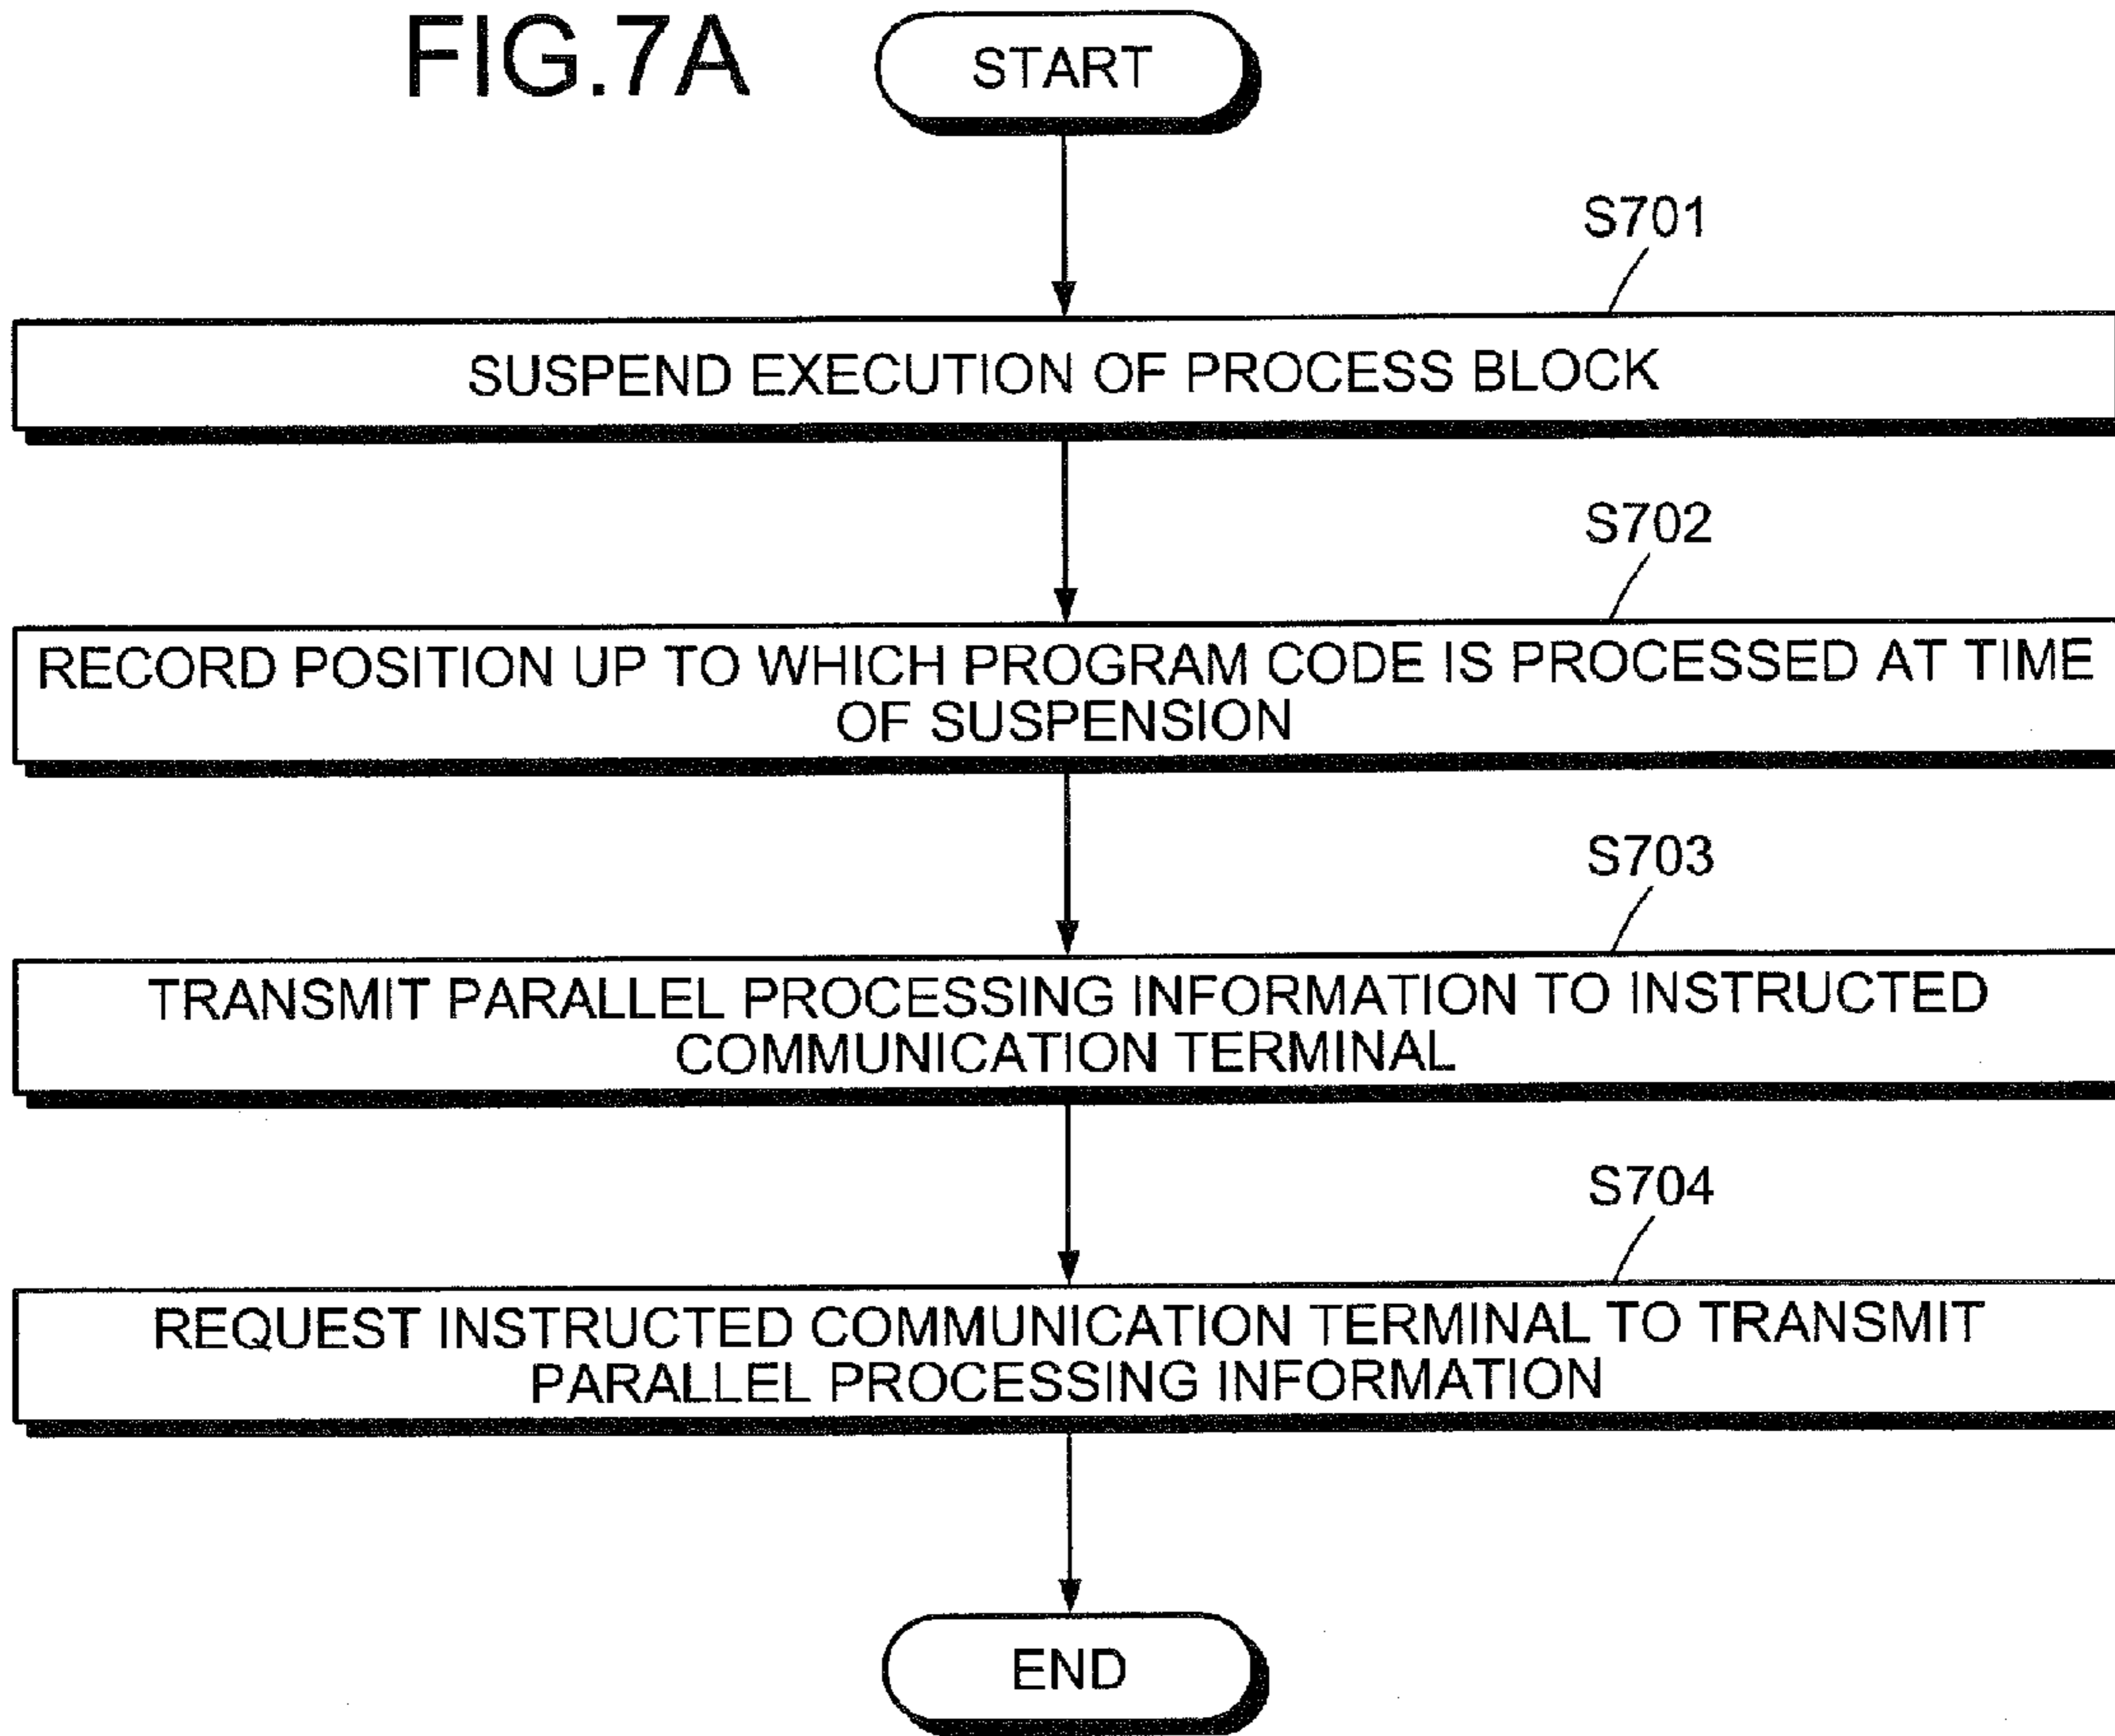 FIG.7A
START
S701
SUSPEND EXECUTION OF PROCESS BLOCK
S702
RECORD POSITION UP TO WHICH PROGRAM CODE IS PROCESSED AT TIME
OF SUSPENSION
S703
TRANSMIT PARALLEL PROCESSING INFORMATION TO INSTRUCTED
COMMUNICATION TERMINAL
S704
REQUEST INSTRUCTED COMMUNICATION TERMINAL TO TRANSMIT
PARALLEL PROCESSING INFORMATION
END